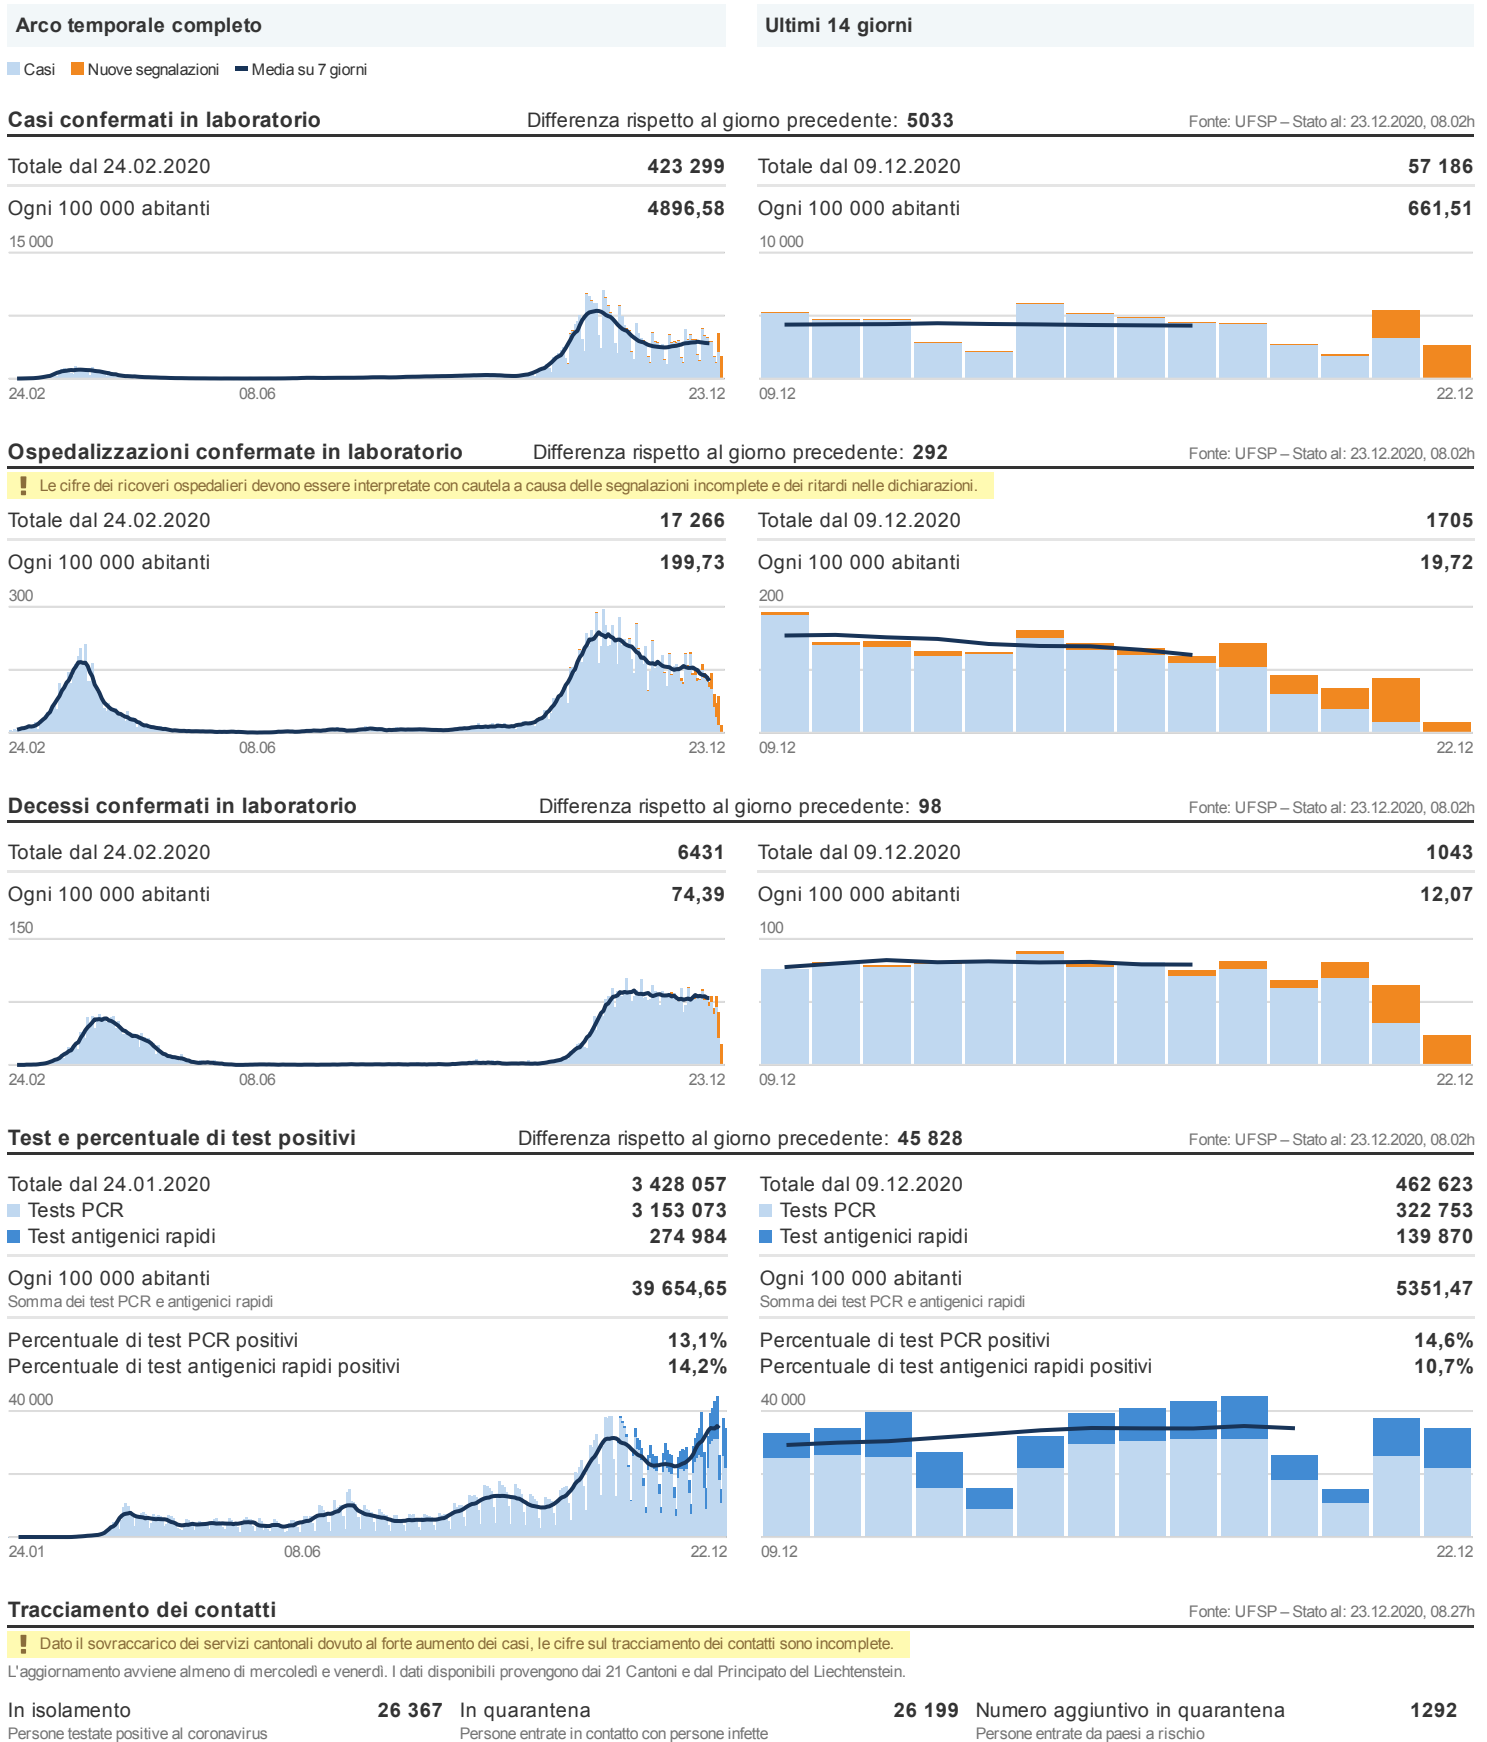 Arco temporale completo
Ultimi 14 giorni
Casi Nuove segnalazioni Media su 7 giorni
Casi confermati in laboratorio Differenza rispetto al giorno precedente: 5033 Fonte: UFSP – Stato al: 23.12.2020, 08.02h
Totale dal 24.02.2020 423 299
Ogni 100 000 abitanti 4896,58
15 000
24.02 08.06 23.12
Totale dal 09.12.2020 57 186
Ogni 100 000 abitanti 661,51
10 000
09.12 22.12
Ospedalizzazioni confermate in laboratorio Differenza rispetto al giorno precedente: 292 Fonte: UFSP – Stato al: 23.12.2020, 08.02h
! Le cifre dei ricoveri ospedalieri devono essere interpretate con cautela a causa delle segnalazioni incomplete e dei ritardi nelle dichiarazioni.
Totale dal 24.02.2020 17 266
Ogni 100 000 abitanti 199,73
300
24.02 08.06 23.12
Totale dal 09.12.2020 1705
Ogni 100 000 abitanti 19,72
200
09.12 22.12
Decessi confermati in laboratorio Differenza rispetto al giorno precedente: 98 Fonte: UFSP – Stato al: 23.12.2020, 08.02h
Totale dal 24.02.2020 6431
Ogni 100 000 abitanti 74,39
150
24.02 08.06 23.12
Totale dal 09.12.2020 1043
Ogni 100 000 abitanti 12,07
100
09.12 22.12
Test e percentuale di test positivi Differenza rispetto al giorno precedente: 45 828 Fonte: UFSP – Stato al: 23.12.2020, 08.02h
Totale dal 24.01.2020 3 428 057
Tests PCR 3 153 073
Test antigenici rapidi 274 984
Ogni 100 000 abitanti 39 654,65
Somma dei test PCR e antigenici rapidi
Percentuale di test PCR positivi 13,1%
Percentuale di test antigenici rapidi positivi 14,2%
40 000
24.01 08.06 22.12
Totale dal 09.12.2020 462 623
Tests PCR 322 753
Test antigenici rapidi 139 870
Ogni 100 000 abitanti 5351,47
Somma dei test PCR e antigenici rapidi
Percentuale di test PCR positivi 14,6%
Percentuale di test antigenici rapidi positivi 10,7%
40 000
09.12 22.12
Tracciamento dei contatti Fonte: UFSP – Stato al: 23.12.2020, 08.27h
! Dato il sovraccarico dei servizi cantonali dovuto al forte aumento dei casi, le cifre sul tracciamento dei contatti sono incomplete.
L'aggiornamento avviene almeno di mercoledì e venerdì. I dati disponibili provengono dai 21 Cantoni e dal Principato del Liechtenstein.
In isolamento 26 367
Persone testate positive al coronavirus
In quarantena 26 199
Persone entrate in contatto con persone infette
Numero aggiuntivo in quarantena 1292
Persone entrate da paesi a rischio